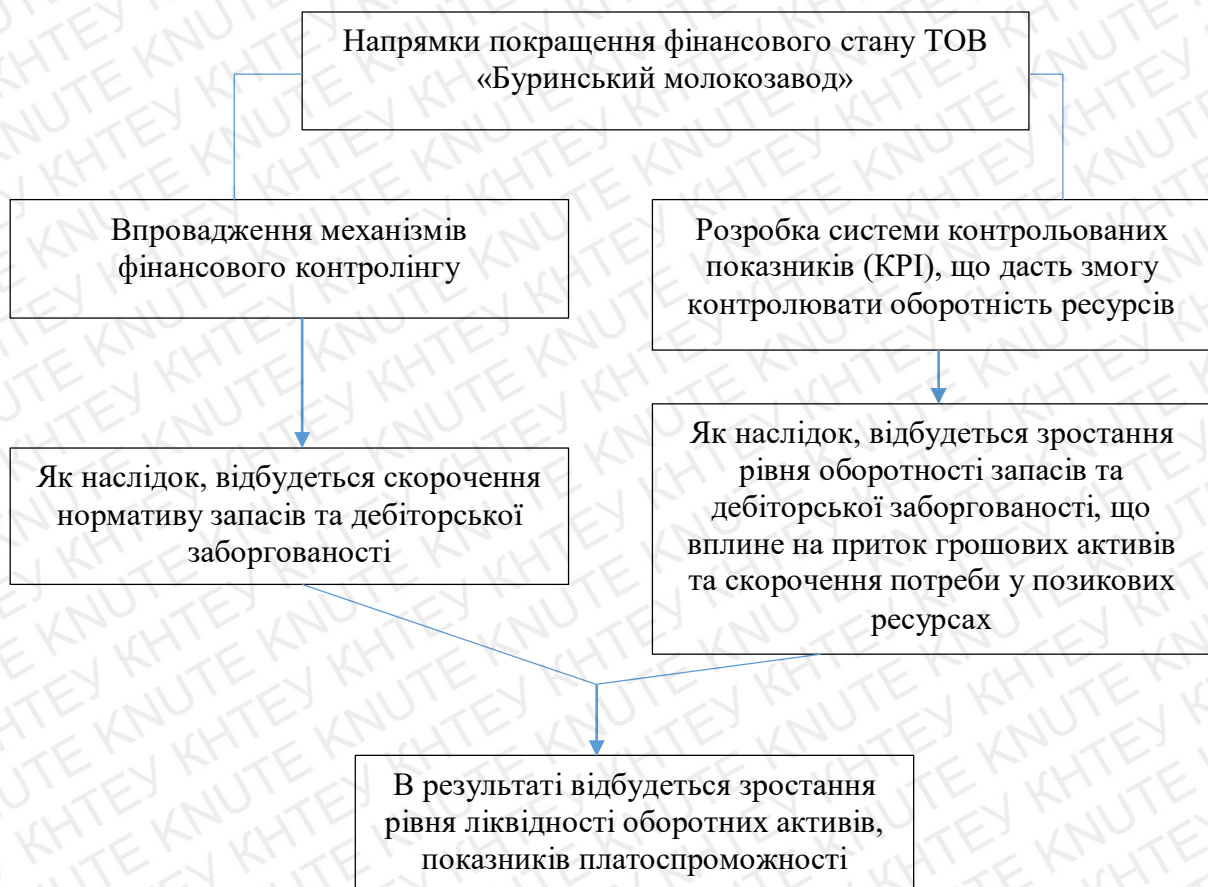 Напрямки покращення фінансового стану ТОВ
«Буринський молокозавод»
Впровадження механізмів
фінансового контролінгу
Розробка системи контрольованих
показників (КРІ), що дасть змогу
контролювати оборотність ресурсів
Як наслідок, відбудеться скорочення
нормативу запасів та дебіторської
заборгованості
Як наслідок, відбудеться зростання
рівня оборотності запасів та
дебіторської заборгованості, що
вплине на приток грошових активів
та скорочення потреби у позикових
ресурсах
В результаті відбудеться зростання
рівня ліквідності оборотних активів,
показників платоспроможності